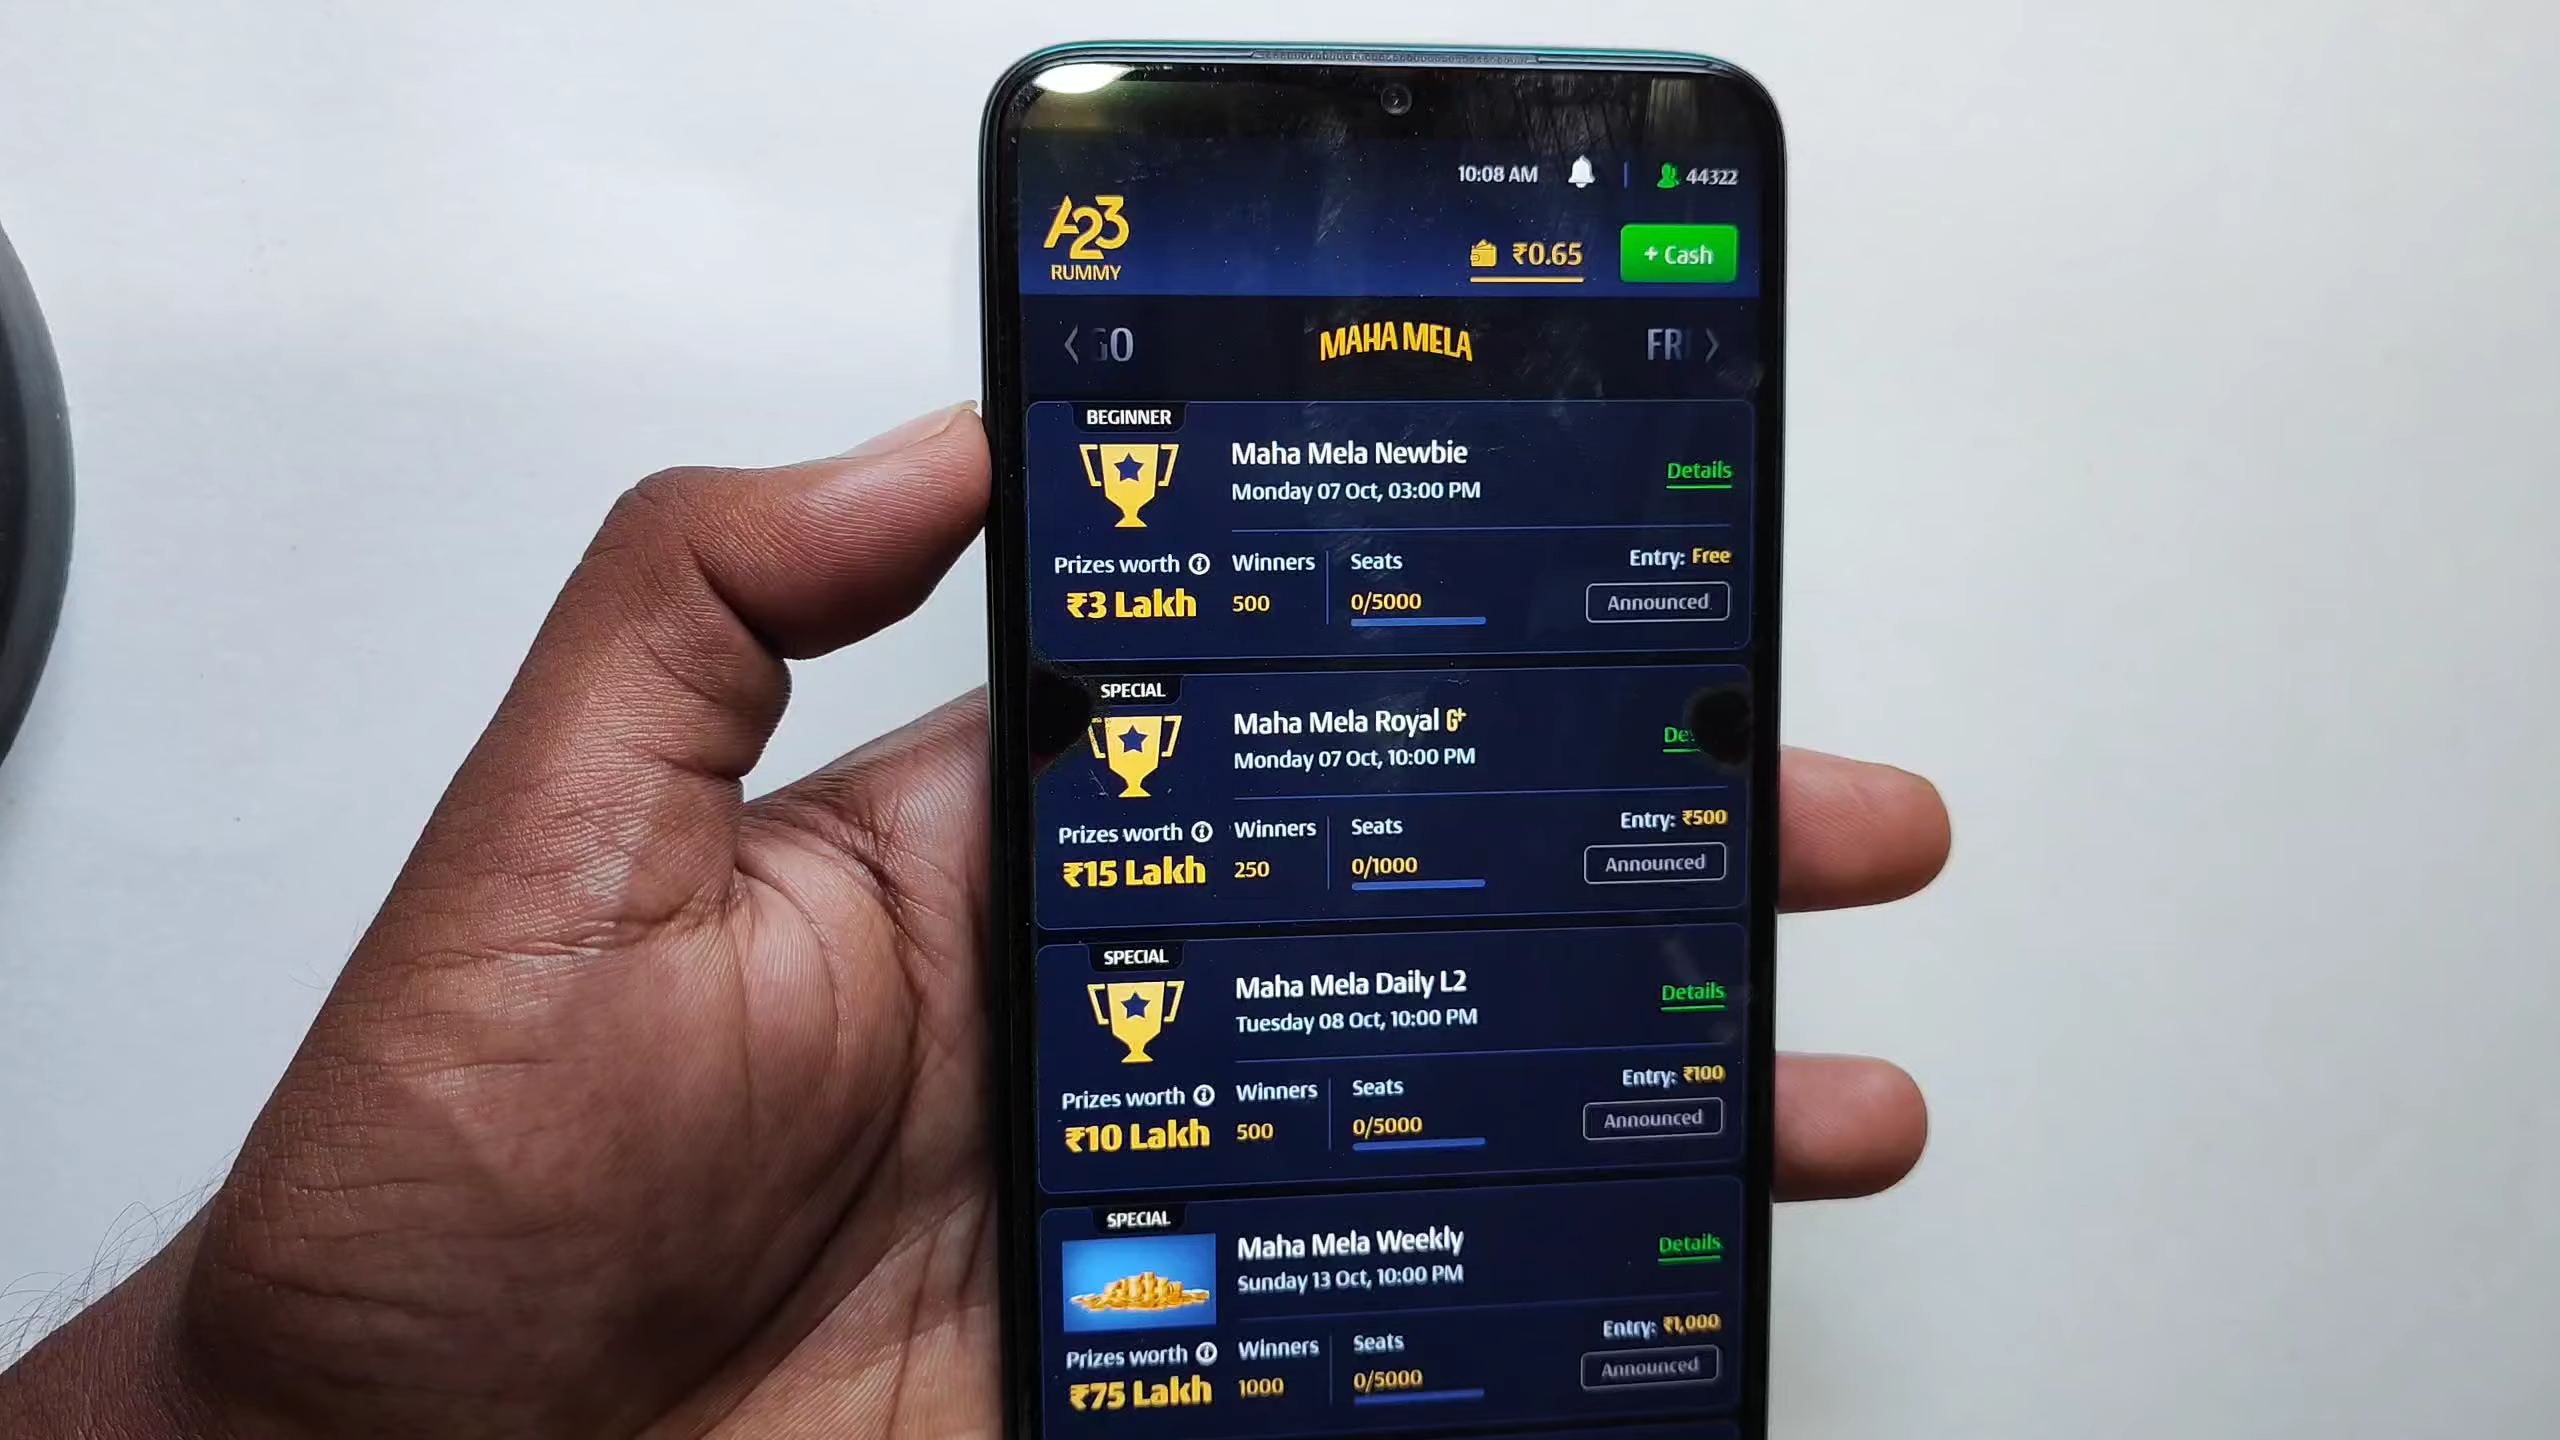 10:08 AM 44322
A23
RUMMY
₹0.65 + Cash
GO MAHA MELA FR
BEGINNER
Maha Mela Newbie
Monday 07 Oct, 03:00 PM
Details
Prizes worth Winners Seats Entry: Free
₹3 Lakh 500 0/5000 Announced
SPECIAL
Maha Mela Royal G+
Monday 07 Oct, 10:00 PM
De
Prizes worth Winners Seats Entry: ₹500
₹15 Lakh 250 0/1000 Announced
SPECIAL
Maha Mela Daily L2
Tuesday 08 Oct, 10:00 PM
Details
Prizes worth Winners Seats Entry: ₹100
₹10 Lakh 500 0/5000 Announced
SPECIAL
Maha Mela Weekly
Sunday 13 Oct, 10:00 PM
Details
Prizes worth Winners Seats Entry: ₹1,000
₹75 Lakh 1000 0/5000 Announced